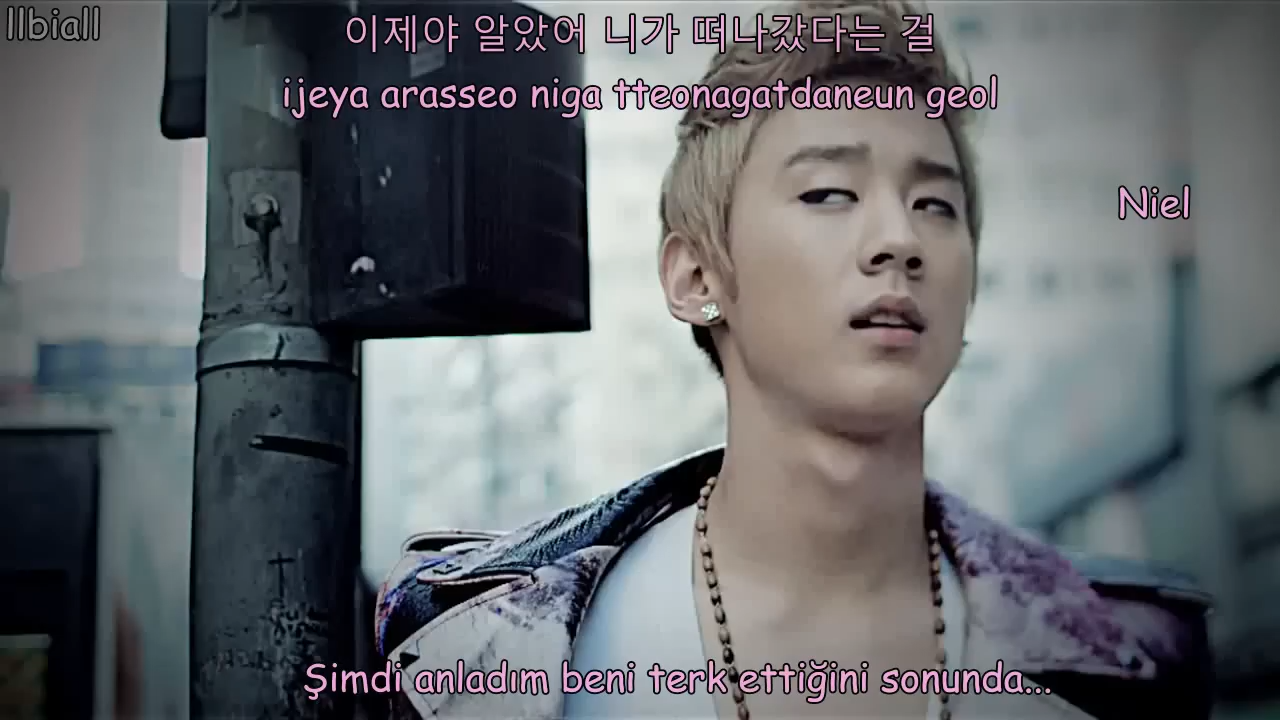 llbiall
이제야 알았어 니가 떠나갔다는 걸
ijeya arasseo niga tteonagatdaneun geol
Niel
Şimdi anladım beni terk ettiğini sonunda...